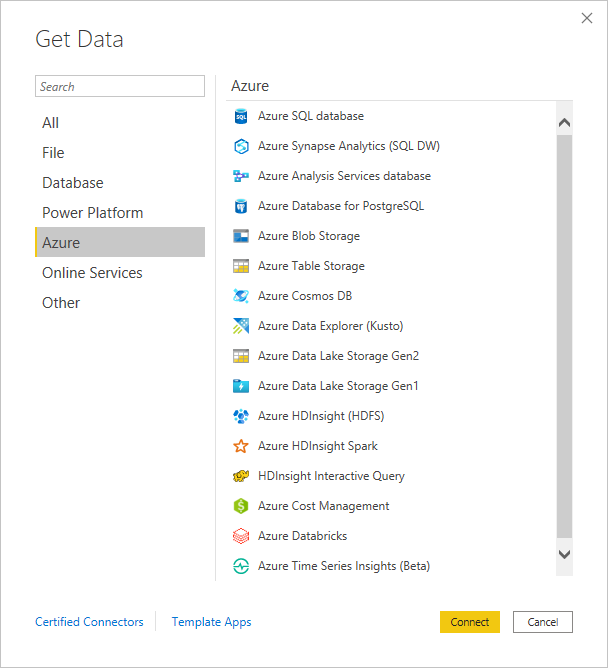 Get Data
Search
All
File
Database
Power Platform
Azure
Online Services
Other
Azure
Azure SQL database
Azure Synapse Analytics (SQL DW)
Azure Analysis Services database
Azure Database for PostgreSQL
Azure Blob Storage
Azure Table Storage
Azure Cosmos DB
Azure Data Explorer (Kusto)
Azure Data Lake Storage Gen2
Azure Data Lake Storage Gen1
Azure HDInsight (HDFS)
Azure HDInsight Spark
HDInsight Interactive Query
Azure Cost Management
Azure Databricks
Azure Time Series Insights (Beta)
Certified Connectors
Template Apps
Connect
Cancel